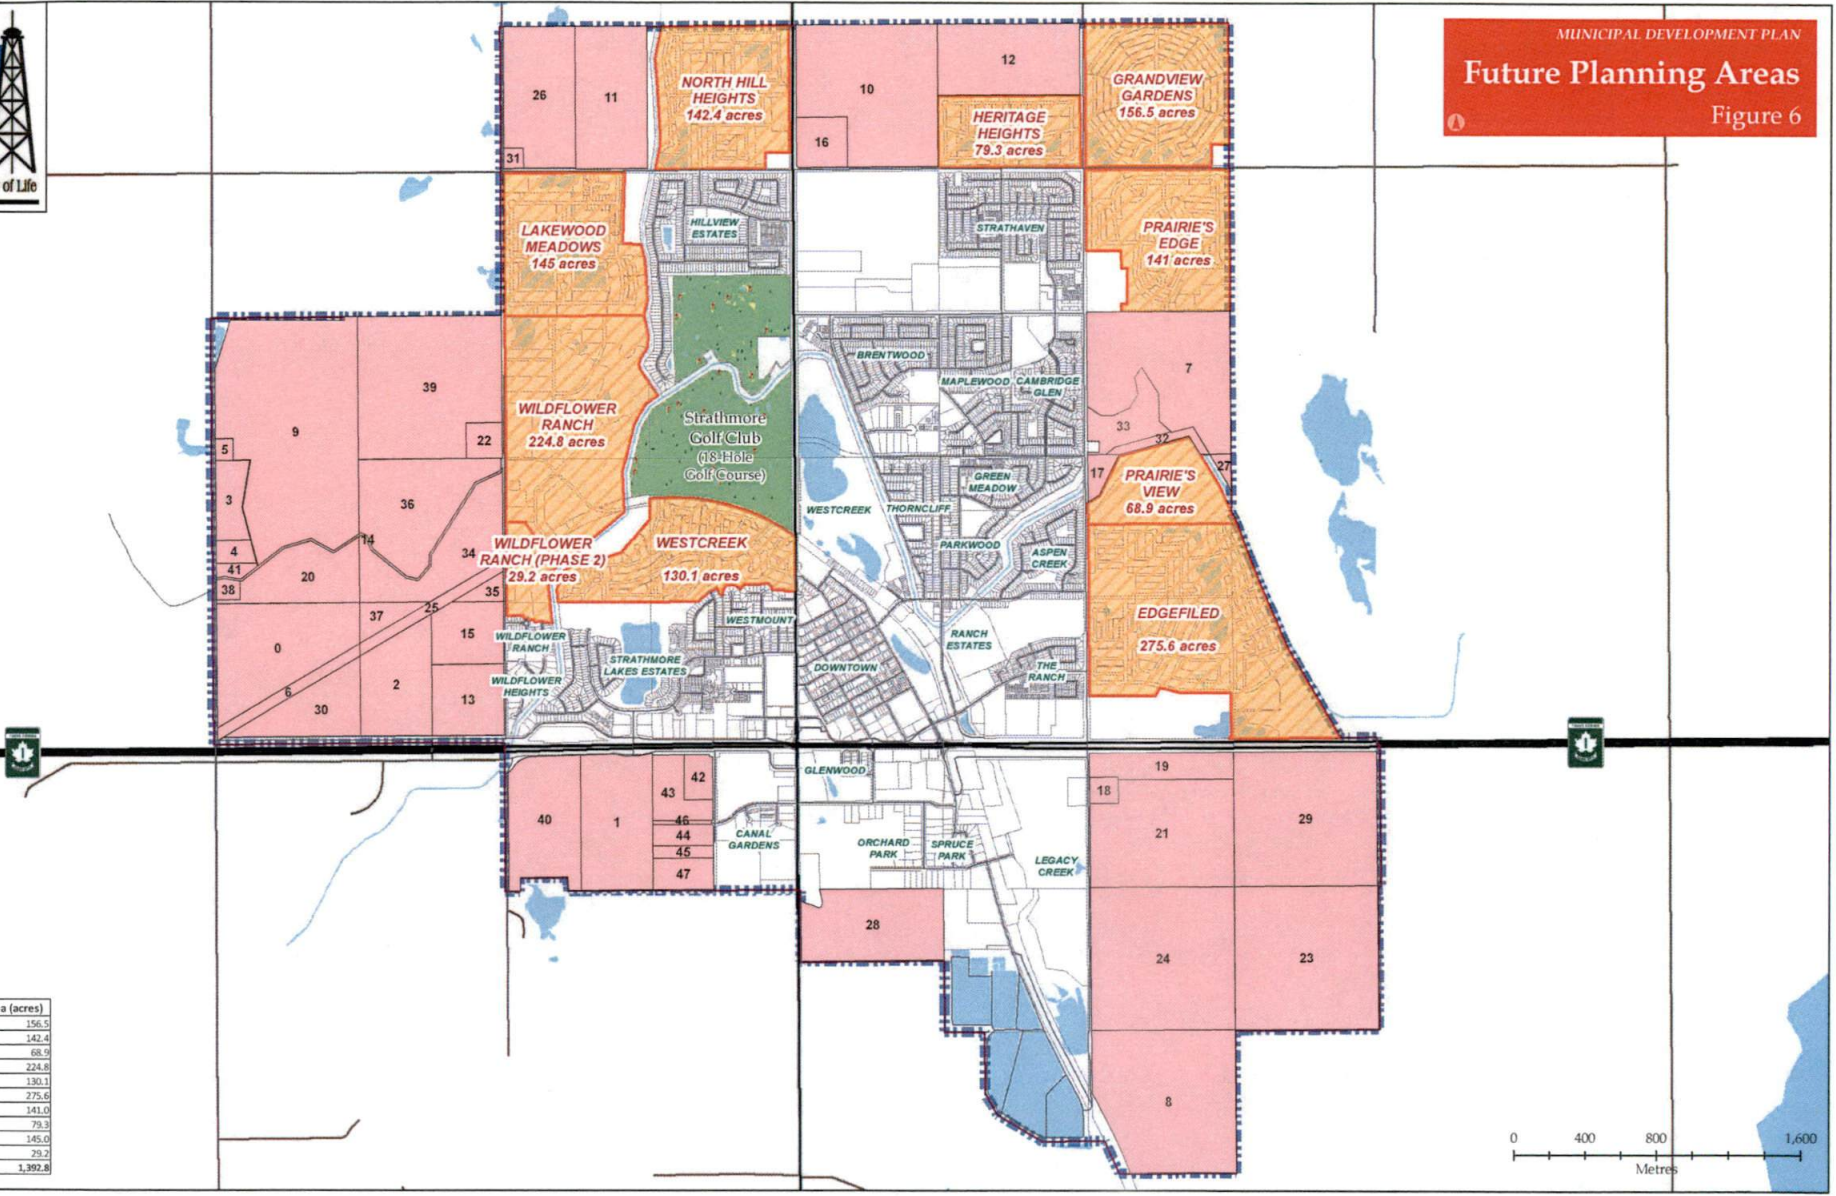 MUNICIPAL DEVELOPMENT PLAN
Future Planning Areas
Figure 6
of Life
26
11
31
NORTH HILL
HEIGHTS
142.4 acres
10
16
12
HERITAGE
HEIGHTS
79.3 acres
GRANDVIEW
GARDENS
156.5 acres
LAKEWOOD
MEADOWS
145 acres
HILLVIEW
ESTATES
STRATHAVEN
PRAIRIE'S
EDGE
141 acres
9
39
22
5
3
36
4
41
38
14
20
34
35
37
25
15
0
6
30
2
13
WILDFLOWER
RANCH
224.8 acres
Strathmore
Golf Club
(18-Hole
Golf Course)
BRENTWOOD
MAPLEWOOD
CAMBRIDGE
GLEN
7
33
32
17
27
PRAIRIE'S
VIEW
68.9 acres
GREEN
MEADOW
WESTCREEK
THORNCLIFF
PARKWOOD
ASPEN
CREEK
WILDFLOWER
RANCH (PHASE 2)
29.2 acres
WESTCREEK
130.1 acres
EDGEFILED
275.6 acres
WILDFLOWER
RANCH
WESTMOUNT
STRATHMORE
LAKES ESTATES
WILDFLOWER
HEIGHTS
DOWNTOWN
RANCH
ESTATES
THE
RANCH
1
1
40
1
43
42
46
44
45
47
CANAL
GARDENS
GLENWOOD
ORCHARD
PARK
SPRUCE
PARK
LEGACY
CREEK
19
18
21
29
28
24
23
8
a (acres)
156.5
142.4
68.9
224.8
130.1
275.6
141.0
79.3
145.0
29.2
1,392.8
0 400 800 1,600
Metres